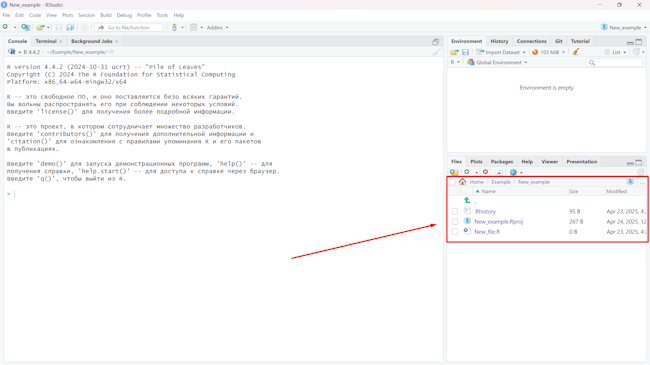 New_example - RStudio
File Edit Code View Plots Session Build Debug Profile Tools Help
Go to file/function Addins New_example
Console Terminal Background Jobs
R 4.4.2 · ~/Example/New_example/
R version 4.4.2 (2024-10-31 ucrt) -- "Pile of Leaves"
Copyright (C) 2024 The R Foundation for Statistical Computing
Platform: x86_64-w64-mingw32/x64
R -- это свободное ПО, и оно поставляется безо всяких гарантий.
Вы вольны распространять его при соблюдении некоторых условий.
Введите 'license()' для получения более подробной информации.
R -- это проект, в котором сотрудничает множество разработчиков.
Введите 'contributors()' для получения дополнительной информации и
'citation()' для ознакомления с правилами упоминания R и его пакетов
в публикациях.
Введите 'demo()' для запуска демонстрационных программ, 'help()' -- для
получения справки, 'help.start()' -- для доступа к справке через браузер.
Введите 'q()', чтобы выйти из R.
>
Environment History Connections Git Tutorial
Import Dataset 103 MiB List
R Global Environment
Environment is empty
Files Plots Packages Help Viewer Presentation
Home Example New_example
Name Size Modified
..
.Rhistory 95 B Apr 23, 2025, 4:
New_example.Rproj 267 B Apr 24, 2025, 12
New_file.R 0 B Apr 23, 2025, 4: